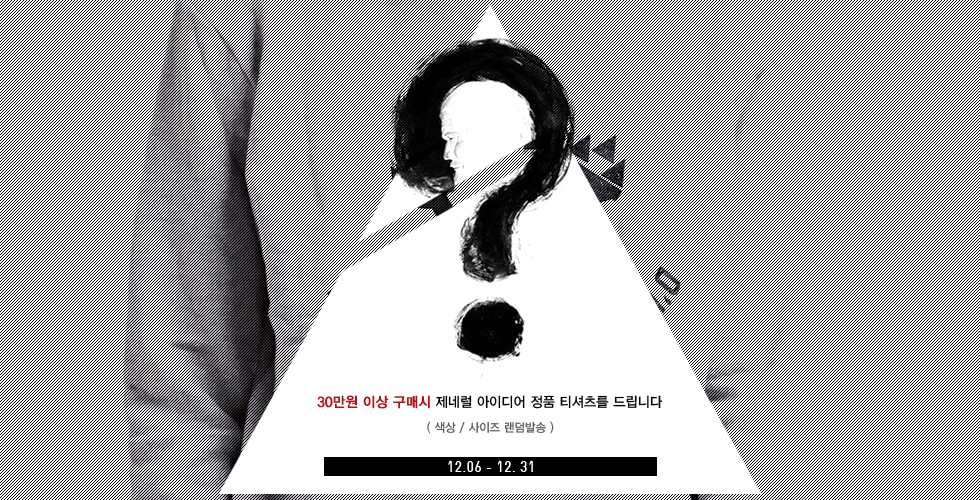 ?
30만원 이상 구매시 제네럴 아이디어 정품 티셔츠를 드립니다
( 색상 / 사이즈 랜덤발송 )
12.06 - 12. 31